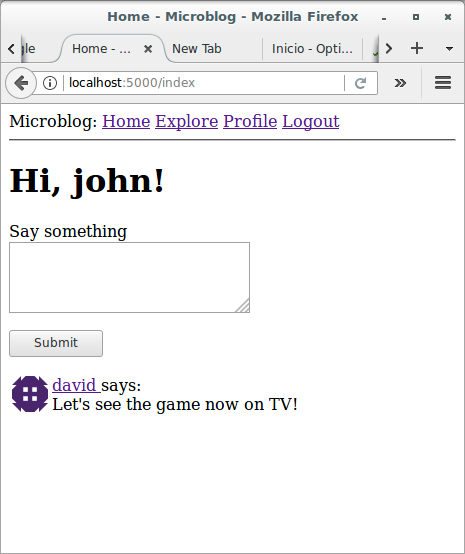 Home - Microblog - Mozilla Firefox
gle Home - ... New Tab Inicio - Opti...
localhost:5000/index
Microblog: Home Explore Profile Logout
Hi, john!
Say something
Submit
david says:
Let's see the game now on TV!